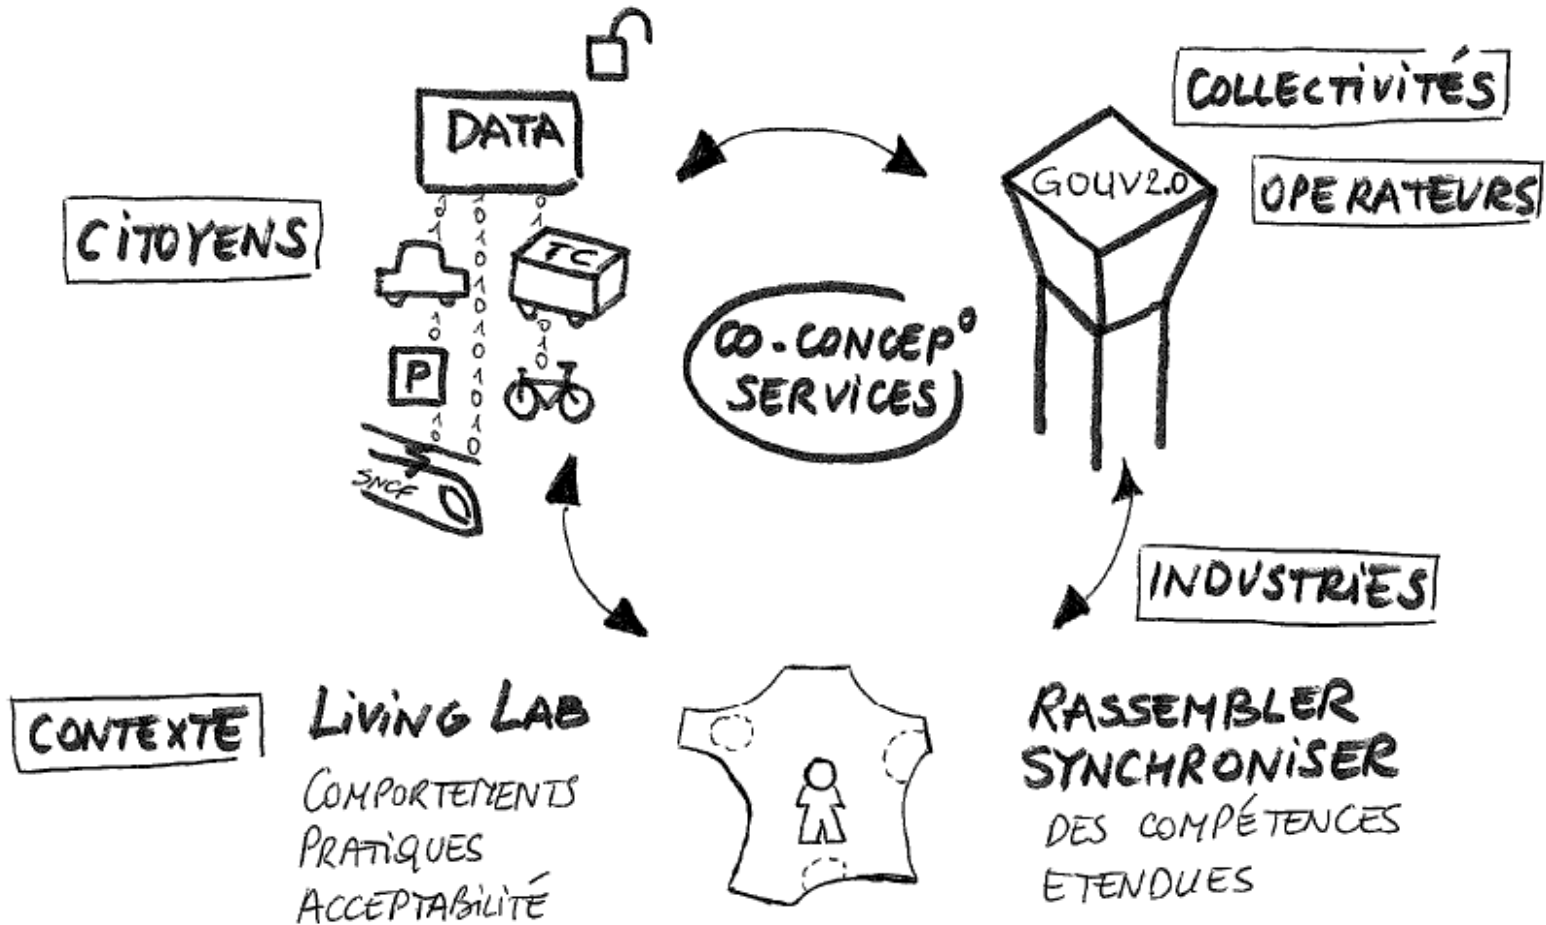 DATA
COLLECTIVITÉS
GOUV2.0
OPERATEURS
CITOYENS
TC
CO-CONCEP°
SERVICES
P
SNCF
INDUSTRIES
CONTEXTE
LIVING LAB
COMPORTEMENTS
PRATIQUES
ACCEPTABILITÉ
RASSEMBLER
SYNCHRONISER
DES COMPÉTENCES
ETENDUES